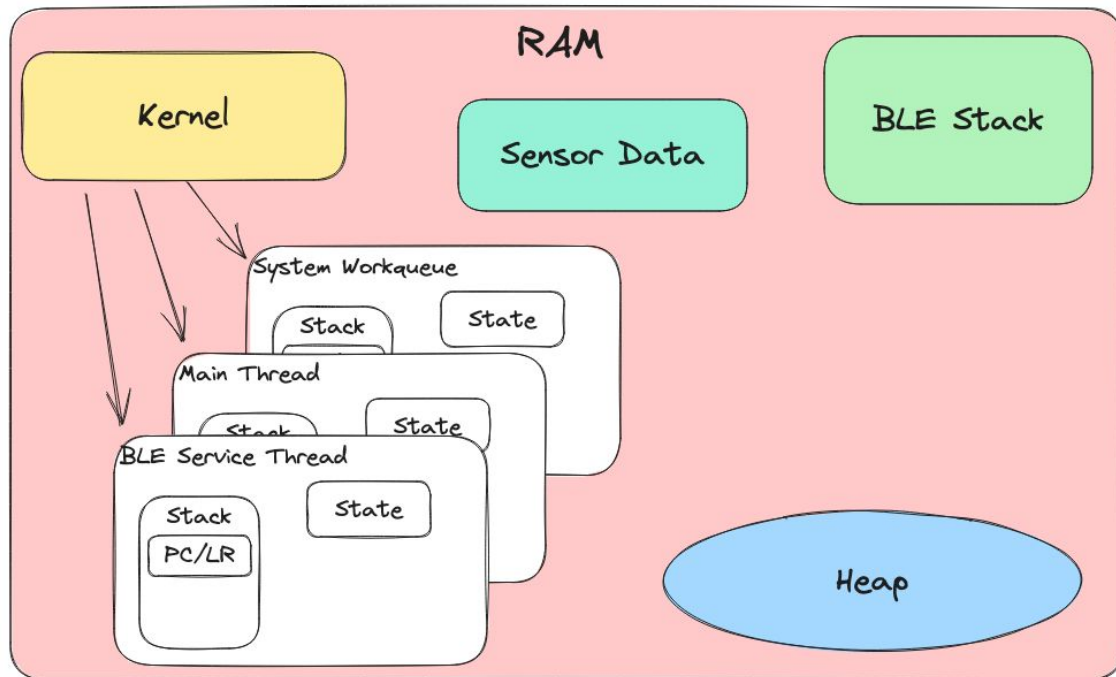 RAM
Kernel
BLE Stack
Sensor Data
System Workqueue
Stack
State
Main Thread
Stack
State
BLE Service Thread
Stack
State
PC/LR
Heap